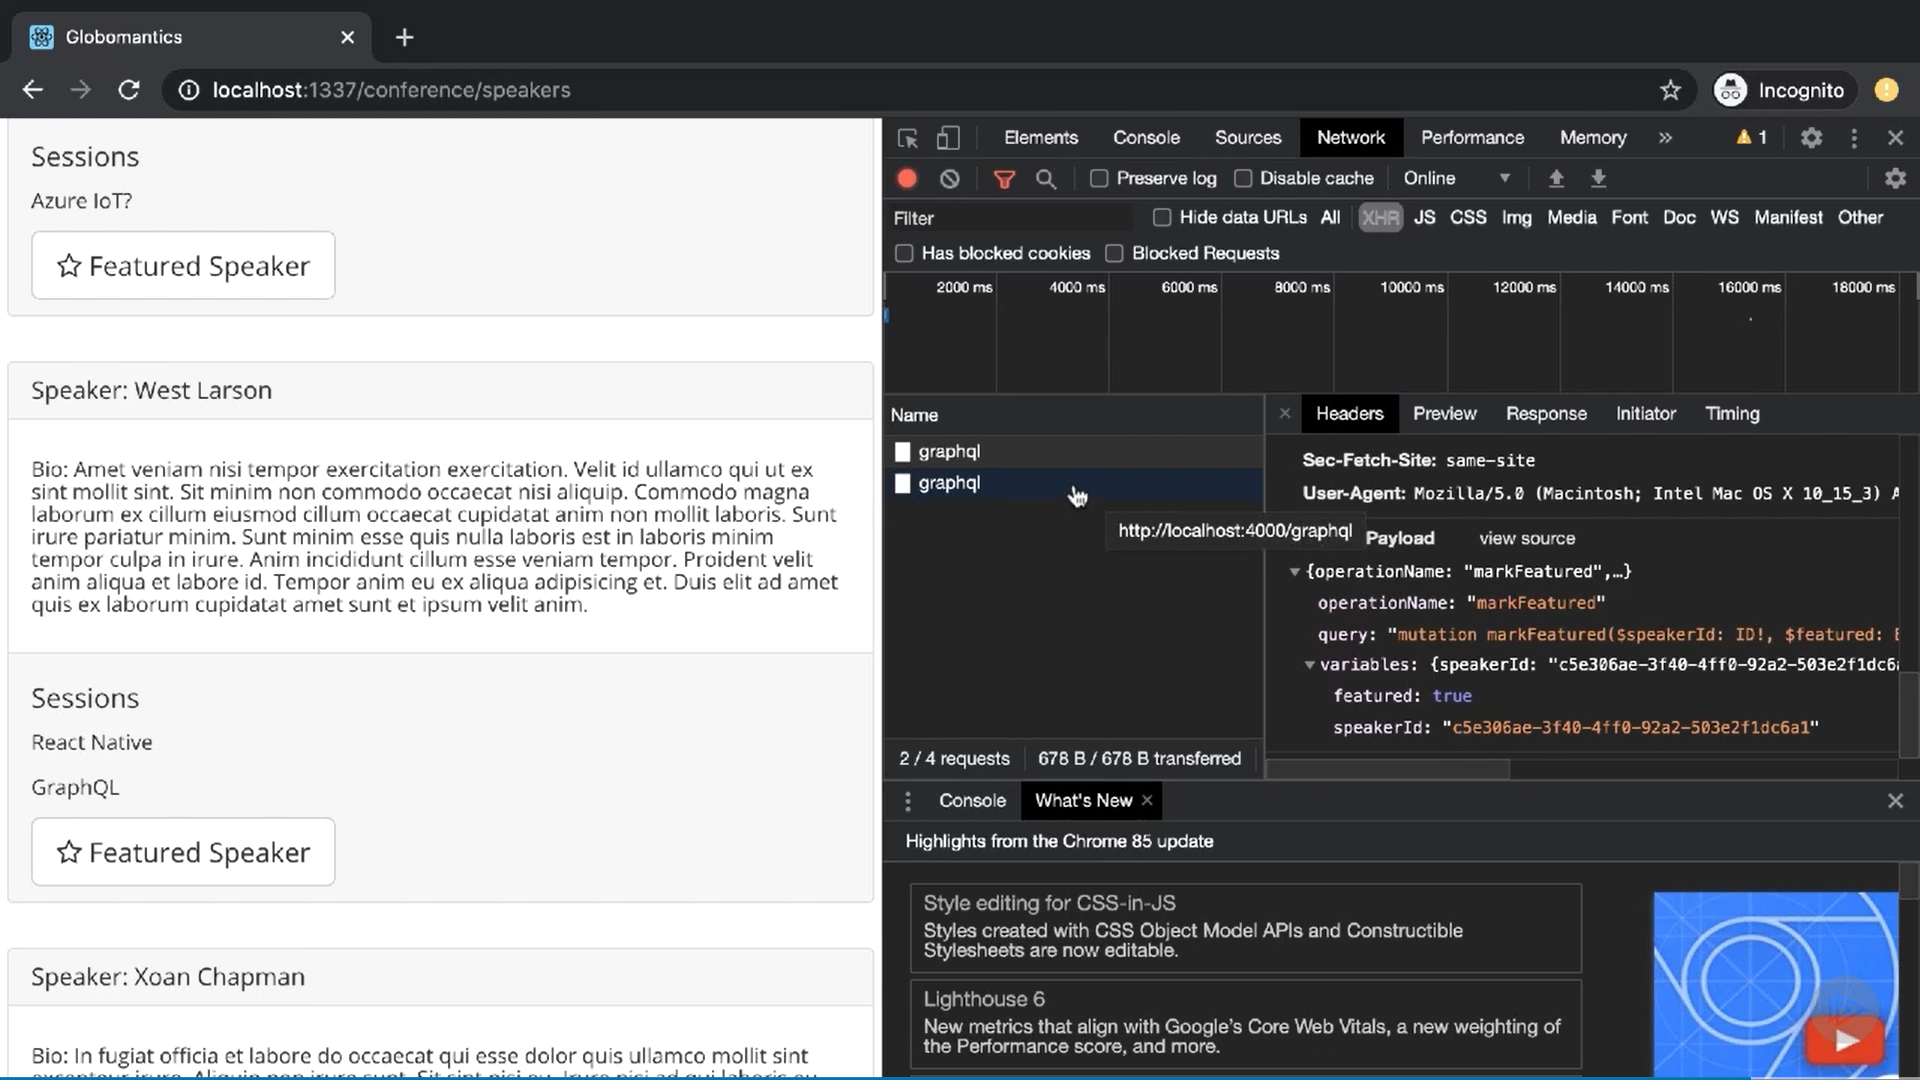 Globomantics
localhost:1337/conference/speakers
Incognito
Sessions
Azure IoT?
Featured Speaker
Speaker: West Larson
Bio: Amet veniam nisi tempor exercitation exercitation. Velit id ullamco qui ut ex
sint mollit sint. Sit minim non commodo occaecat nisi aliquip. Commodo magna
laborum ex cillum eiusmod cillum occaecat cupidatat anim non mollit laboris. Sunt
irure pariatur minim. Sunt minim esse quis nulla laboris est in laboris minim
tempor culpa in irure. Anim incididunt cillum esse veniam tempor. Proident velit
anim aliqua et labore id. Tempor anim eu ex aliqua adipisicing et. Duis elit ad amet
quis ex laborum cupidatat amet sunt et ipsum velit anim.
Sessions
React Native
GraphQL
Featured Speaker
Speaker: Xoan Chapman
Bio: In fugiat officia et labore do occaecat qui esse dolor quis ullamco mollit sint
Elements Console Sources Network Performance Memory » 1
Preserve log Disable cache Online
Filter Hide data URLs All XHR JS CSS Img Media Font Doc WS Manifest Other
Has blocked cookies Blocked Requests
2000 ms 4000 ms 6000 ms 8000 ms 10000 ms 12000 ms 14000 ms 16000 ms 18000 ms
Name
graphql
graphql
http://localhost:4000/graphql
2 / 4 requests 678 B / 678 B transferred
Headers Preview Response Initiator Timing
Sec-Fetch-Site: same-site
User-Agent: Mozilla/5.0 (Macintosh; Intel Mac OS X 10_15_3) A
Payload view source
{operationName: "markFeatured",…}
operationName: "markFeatured"
query: "mutation markFeatured($speakerId: ID!, $featured:
variables: {speakerId: "c5e306ae-3f40-4ff0-92a2-503e2f1dc6a
featured: true
speakerId: "c5e306ae-3f40-4ff0-92a2-503e2f1dc6a1"
Console What's New
Highlights from the Chrome 85 update
Style editing for CSS-in-JS
Styles created with CSS Object Model APIs and Constructible
Stylesheets are now editable.
Lighthouse 6
New metrics that align with Google's Core Web Vitals, a new weighting of
the Performance score, and more.